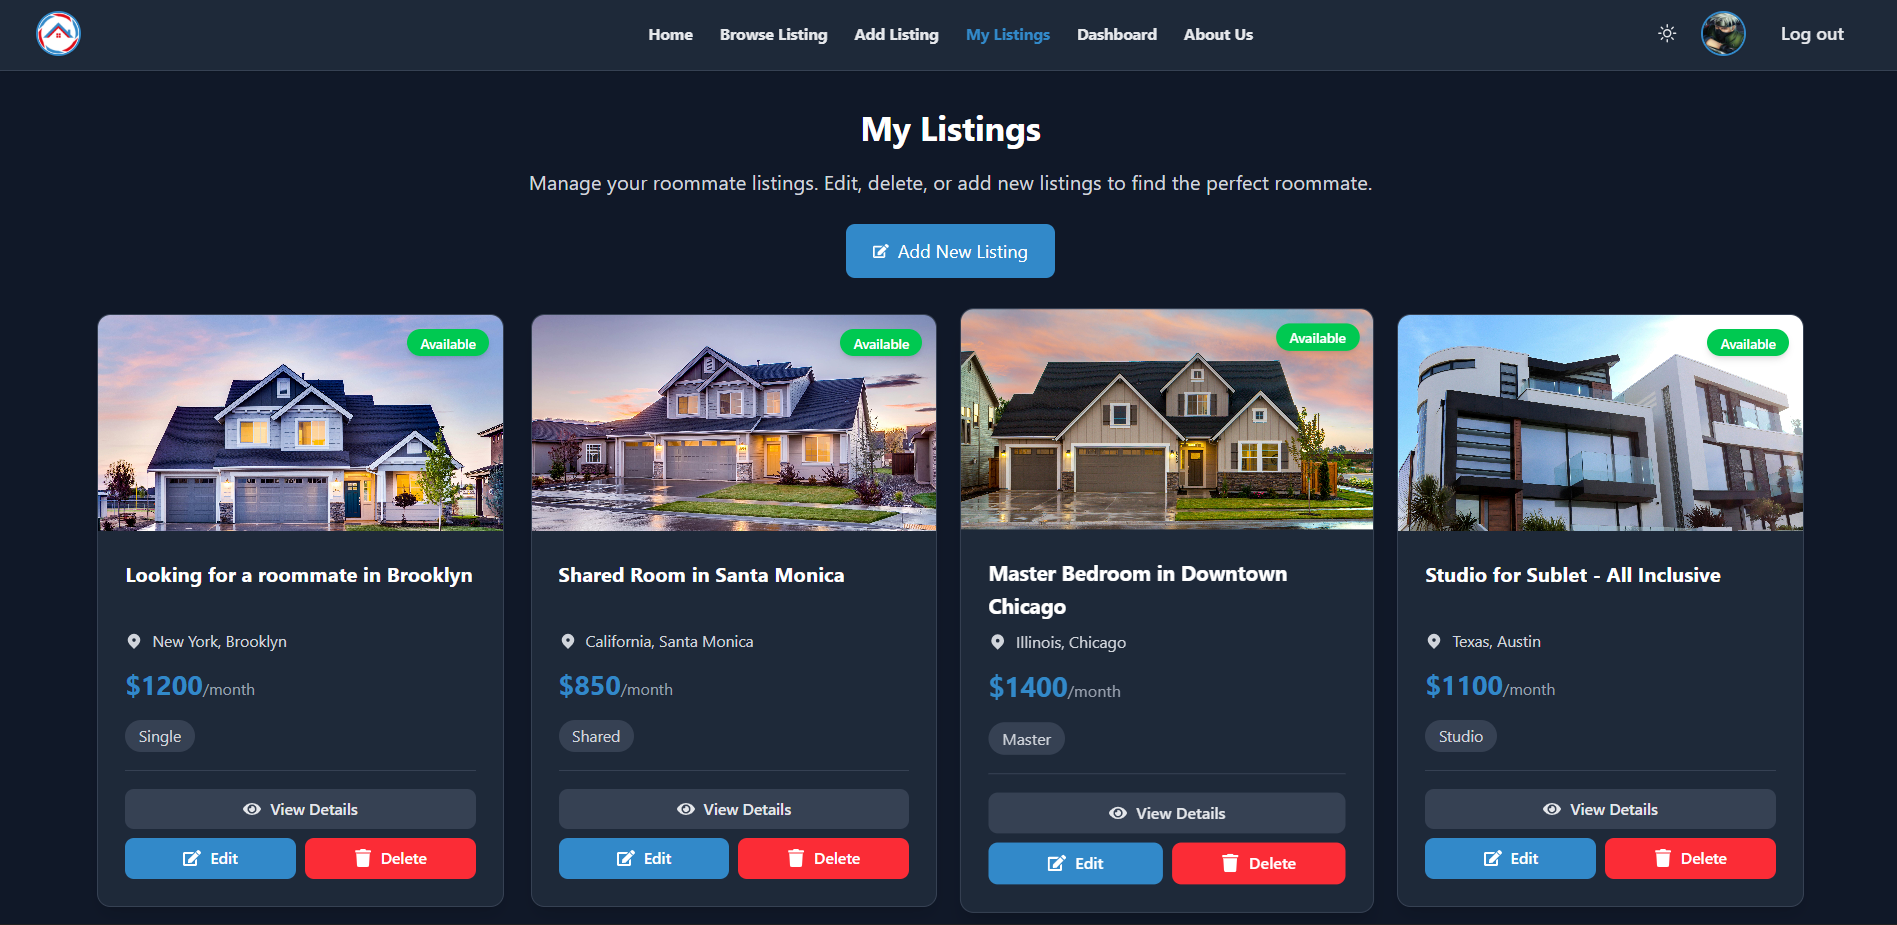 Home
Browse Listing
Add Listing
My Listings
Dashboard
About Us
Log out
My Listings
Manage your roommate listings. Edit, delete, or add new listings to find the perfect roommate.
Add New Listing
Available
Looking for a roommate in Brooklyn
New York, Brooklyn
$1200/month
Single
View Details
Edit
Delete
Available
Shared Room in Santa Monica
California, Santa Monica
$850/month
Shared
View Details
Edit
Delete
Available
Master Bedroom in Downtown
Chicago
Illinois, Chicago
$1400/month
Master
View Details
Edit
Delete
Available
Studio for Sublet - All Inclusive
Texas, Austin
$1100/month
Studio
View Details
Edit
Delete